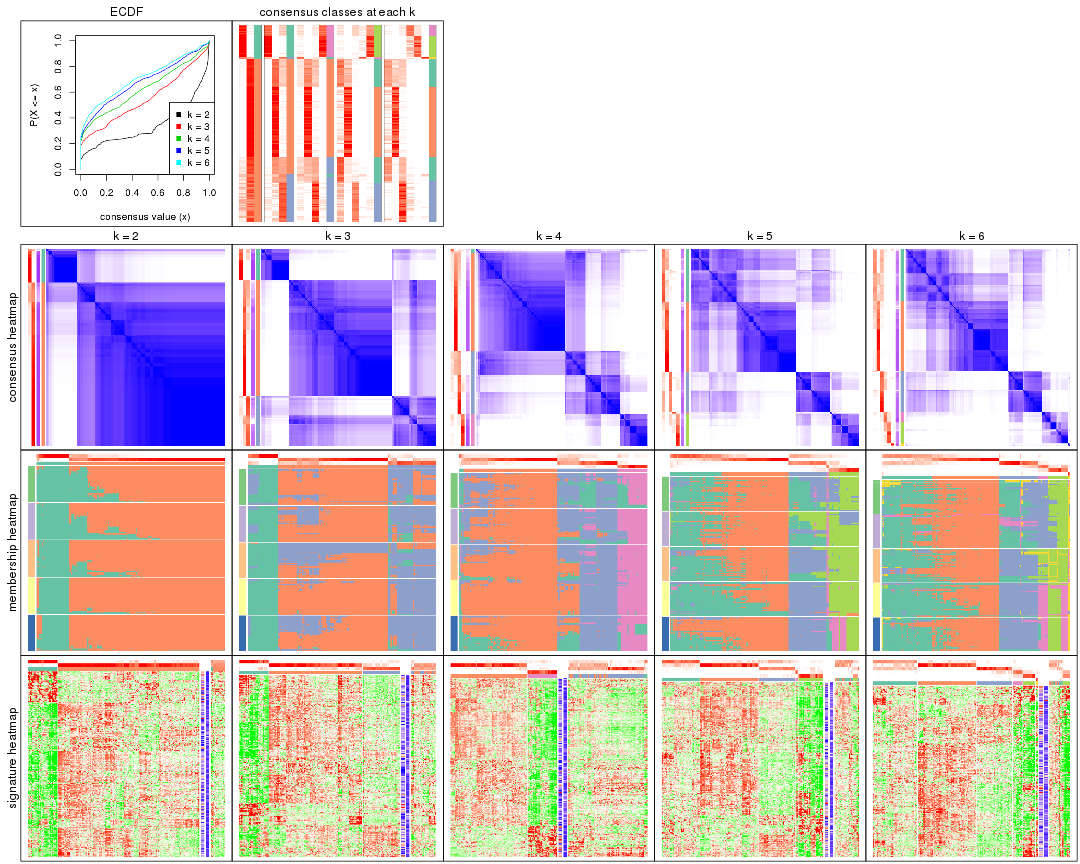 ECDF
consensus classes at each k
P(X <= x)
0.0
0.2
0.4
0.6
0.8
1.0
k = 2
k = 3
k = 4
k = 5
k = 6
0.0 0.2 0.4 0.6 0.8 1.0
consensus value (x)
k = 2
k = 3
k = 4
k = 5
k = 6
consensus heatmap
membership heatmap
signature heatmap